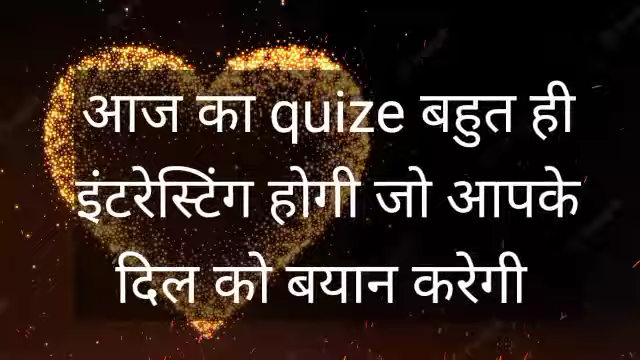 आज का quize बहुत ही
इंटरेस्टिंग होगी जो आपके
दिल को बयान करेगी